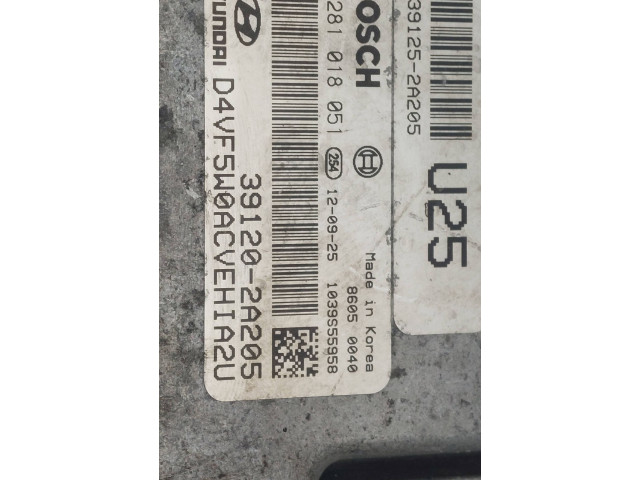 39125-2A205
U25
BOSCH
281 018 051
254
12-09-25
Made in Korea
8605 0040
1039S55958
HYUNDAI
39120-2A205
D4VF5W0ACVEHIA2U